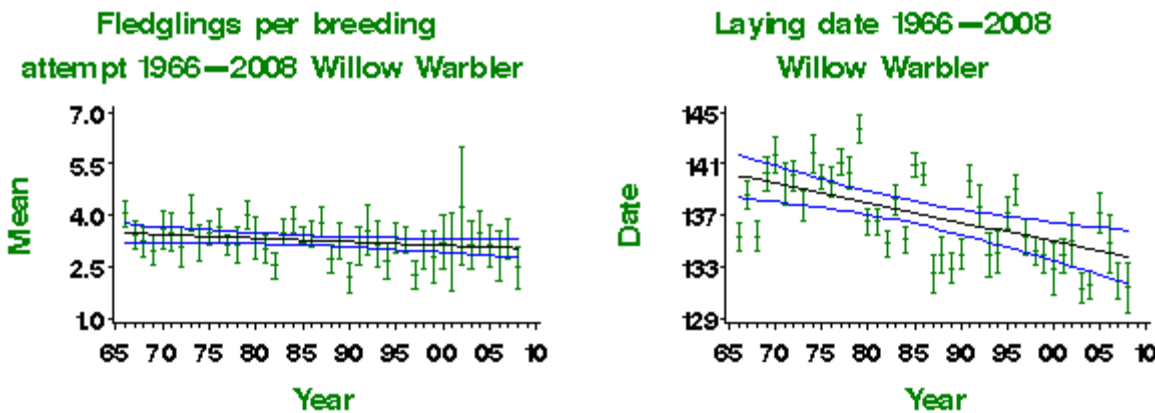 Fledglings per breeding
attempt 1966–2008 Willow Warbler
7.0
5.5
4.0
2.5
1.0
Mean
65 70 75 80 85 90 95 00 05 10
Year
Laying date 1966–2008
Willow Warbler
145
141
137
133
129
Date
65 70 75 80 85 90 95 00 05 10
Year